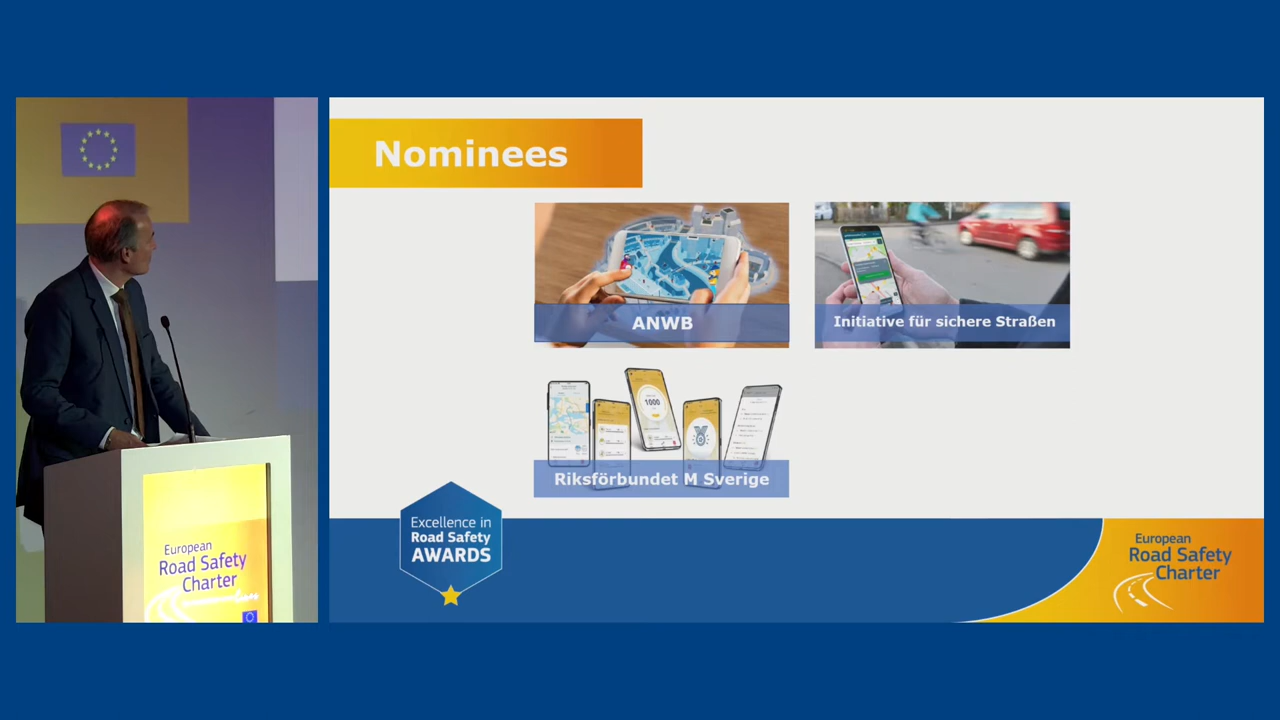 Nominees
ANWB
Initiative für sichere Straßen
1000
Riksförbundet M Sverige
Excellence in
Road Safety
AWARDS
European
Road Safety
Charter
European
Road Safety
Charter